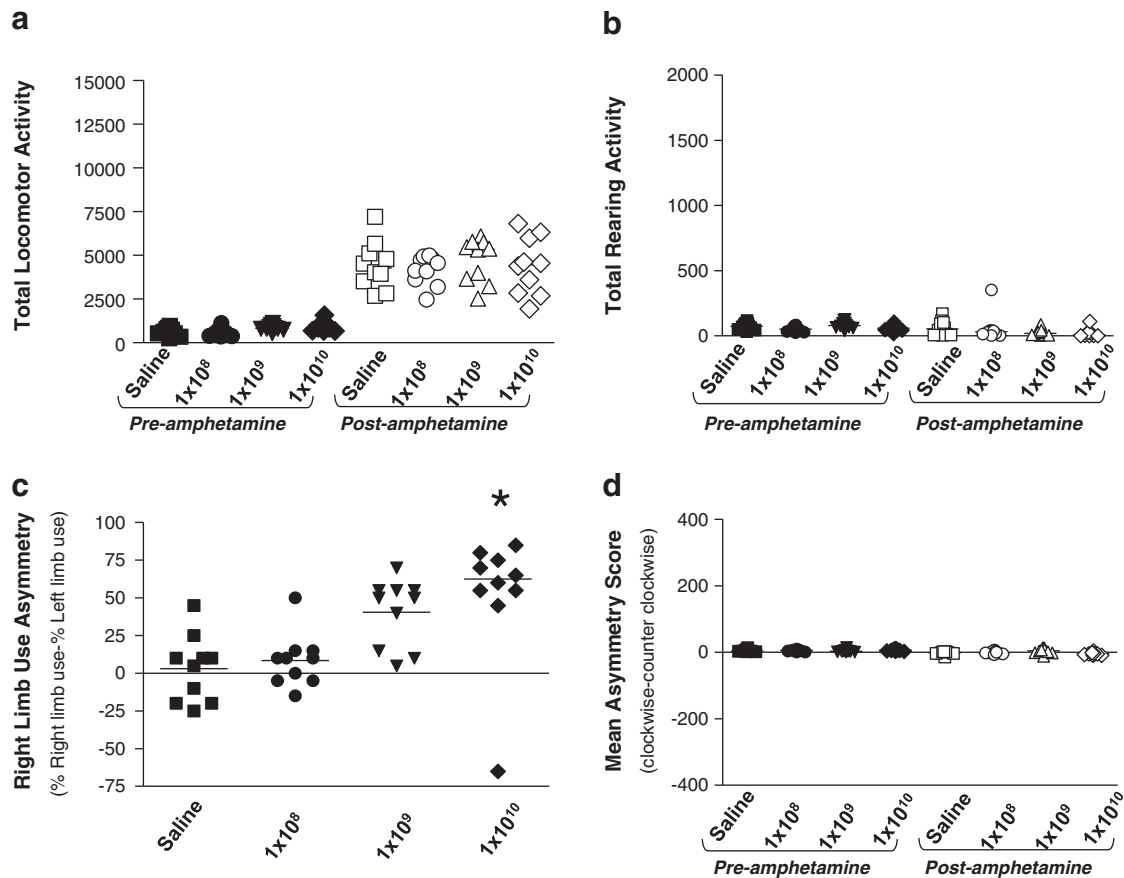 a
Total Locomotor Activity
15000
12500
10000
7500
5000
2500
0
Saline
1x10⁸
1x10⁹
1x10¹⁰
Saline
1x10⁸
1x10⁹
1x10¹⁰
Pre-amphetamine
Post-amphetamine
b
Total Rearing Activity
2000
1500
1000
500
0
Saline
1x10⁸
1x10⁹
1x10¹⁰
Saline
1x10⁸
1x10⁹
1x10¹⁰
Pre-amphetamine
Post-amphetamine
c
Right Limb Use Asymmetry
(% Right limb use-% Left limb use)
100
75
50
25
0
-25
-50
-75
*
Saline
1x10⁸
1x10⁹
1x10¹⁰
d
Mean Asymmetry Score
(clockwise-counter clockwise)
400
200
0
-200
-400
Saline
1x10⁸
1x10⁹
1x10¹⁰
Saline
1x10⁸
1x10⁹
1x10¹⁰
Pre-amphetamine
Post-amphetamine